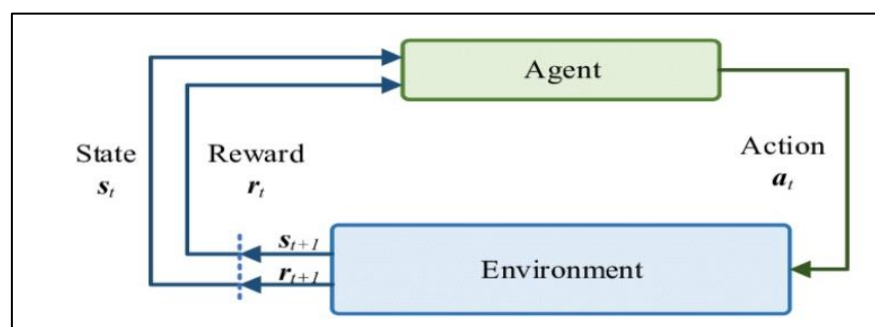 Agent
State
s_t
Reward
r_t
Action
a_t
s_{t+1}
r_{t+1}
Environment